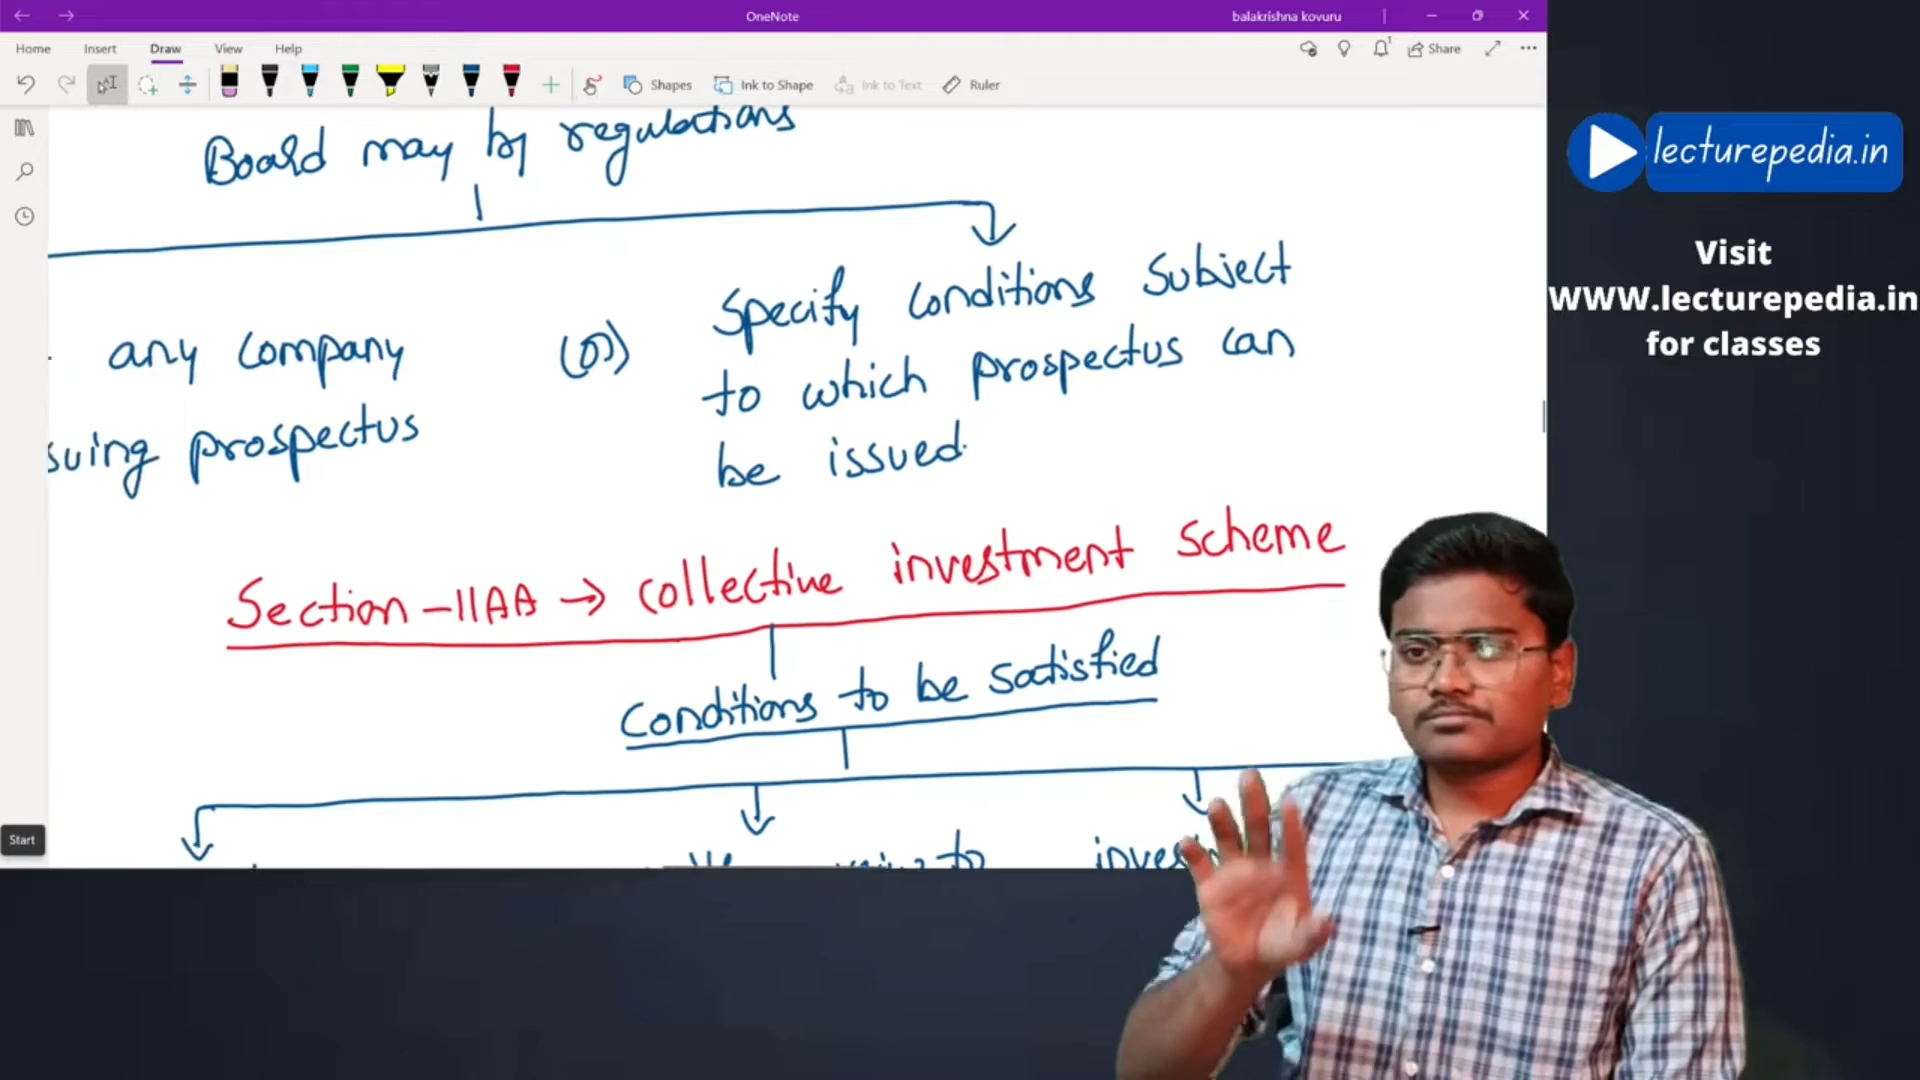 OneNote
balakrishna kovuru
Home Insert Draw View Help
Share
Shapes Ink to Shape Ink to Text Ruler
Board may by regulations
any company
suing prospectus
(or)
Specify conditions subject
to which prospectus can
be issued.
Section-11AA → collective investment scheme
Conditions to be satisfied
to
Start
lecturepedia.in
Visit
WWW.lecturepedia.in
for classes